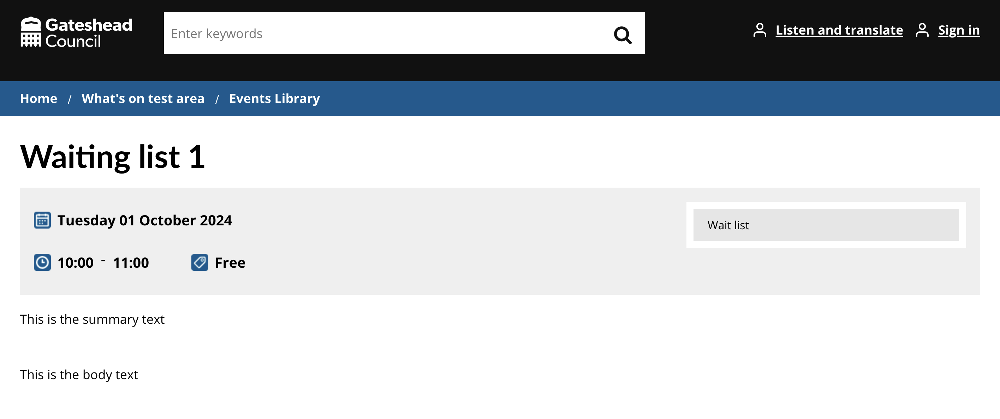 Gateshead
Council
Enter keywords
Listen and translate
Sign in
Home / What's on test area / Events Library
Waiting list 1
Tuesday 01 October 2024
Wait list
10:00 - 11:00
Free
This is the summary text
This is the body text